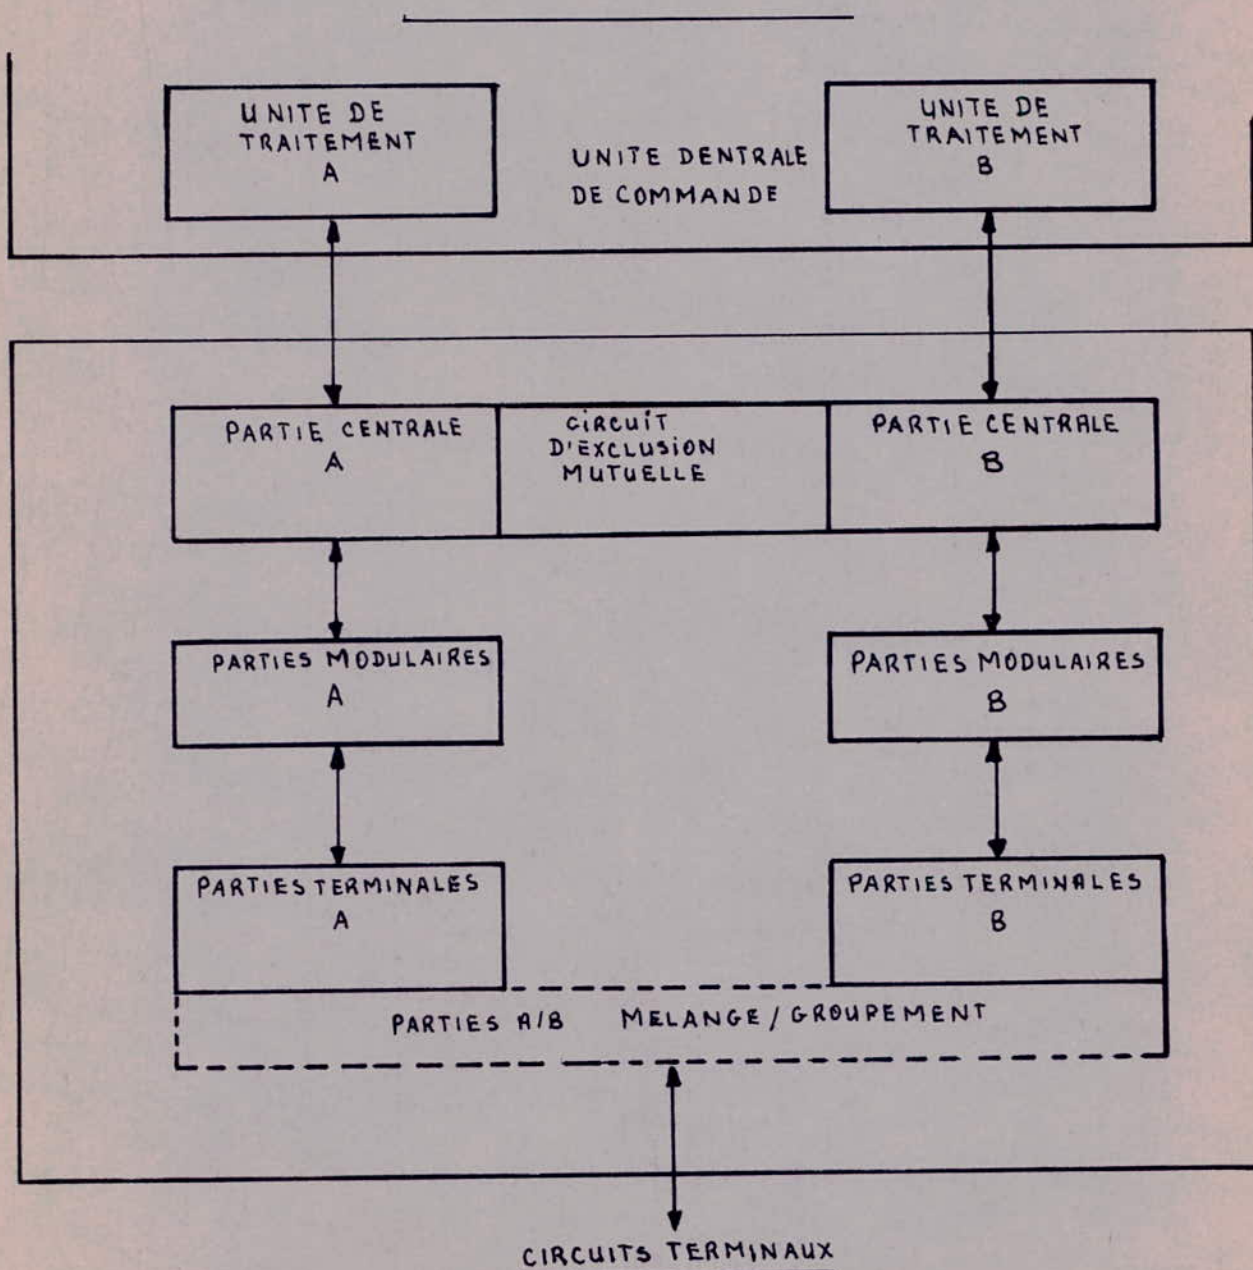 UNITE DE
TRAITEMENT
A
UNITE DENTRALE
DE COMMANDE
UNITE DE
TRAITEMENT
B
PARTIE CENTRALE
A
CIRCUIT
D'EXCLUSION
MUTUELLE
PARTIE CENTRALE
B
PARTIES MODULAIRES
A
PARTIES MODULAIRES
B
PARTIES TERMINALES
A
PARTIES TERMINALES
B
PARTIES A/B MELANGE/GROUPEMENT
CIRCUITS TERMINAUX